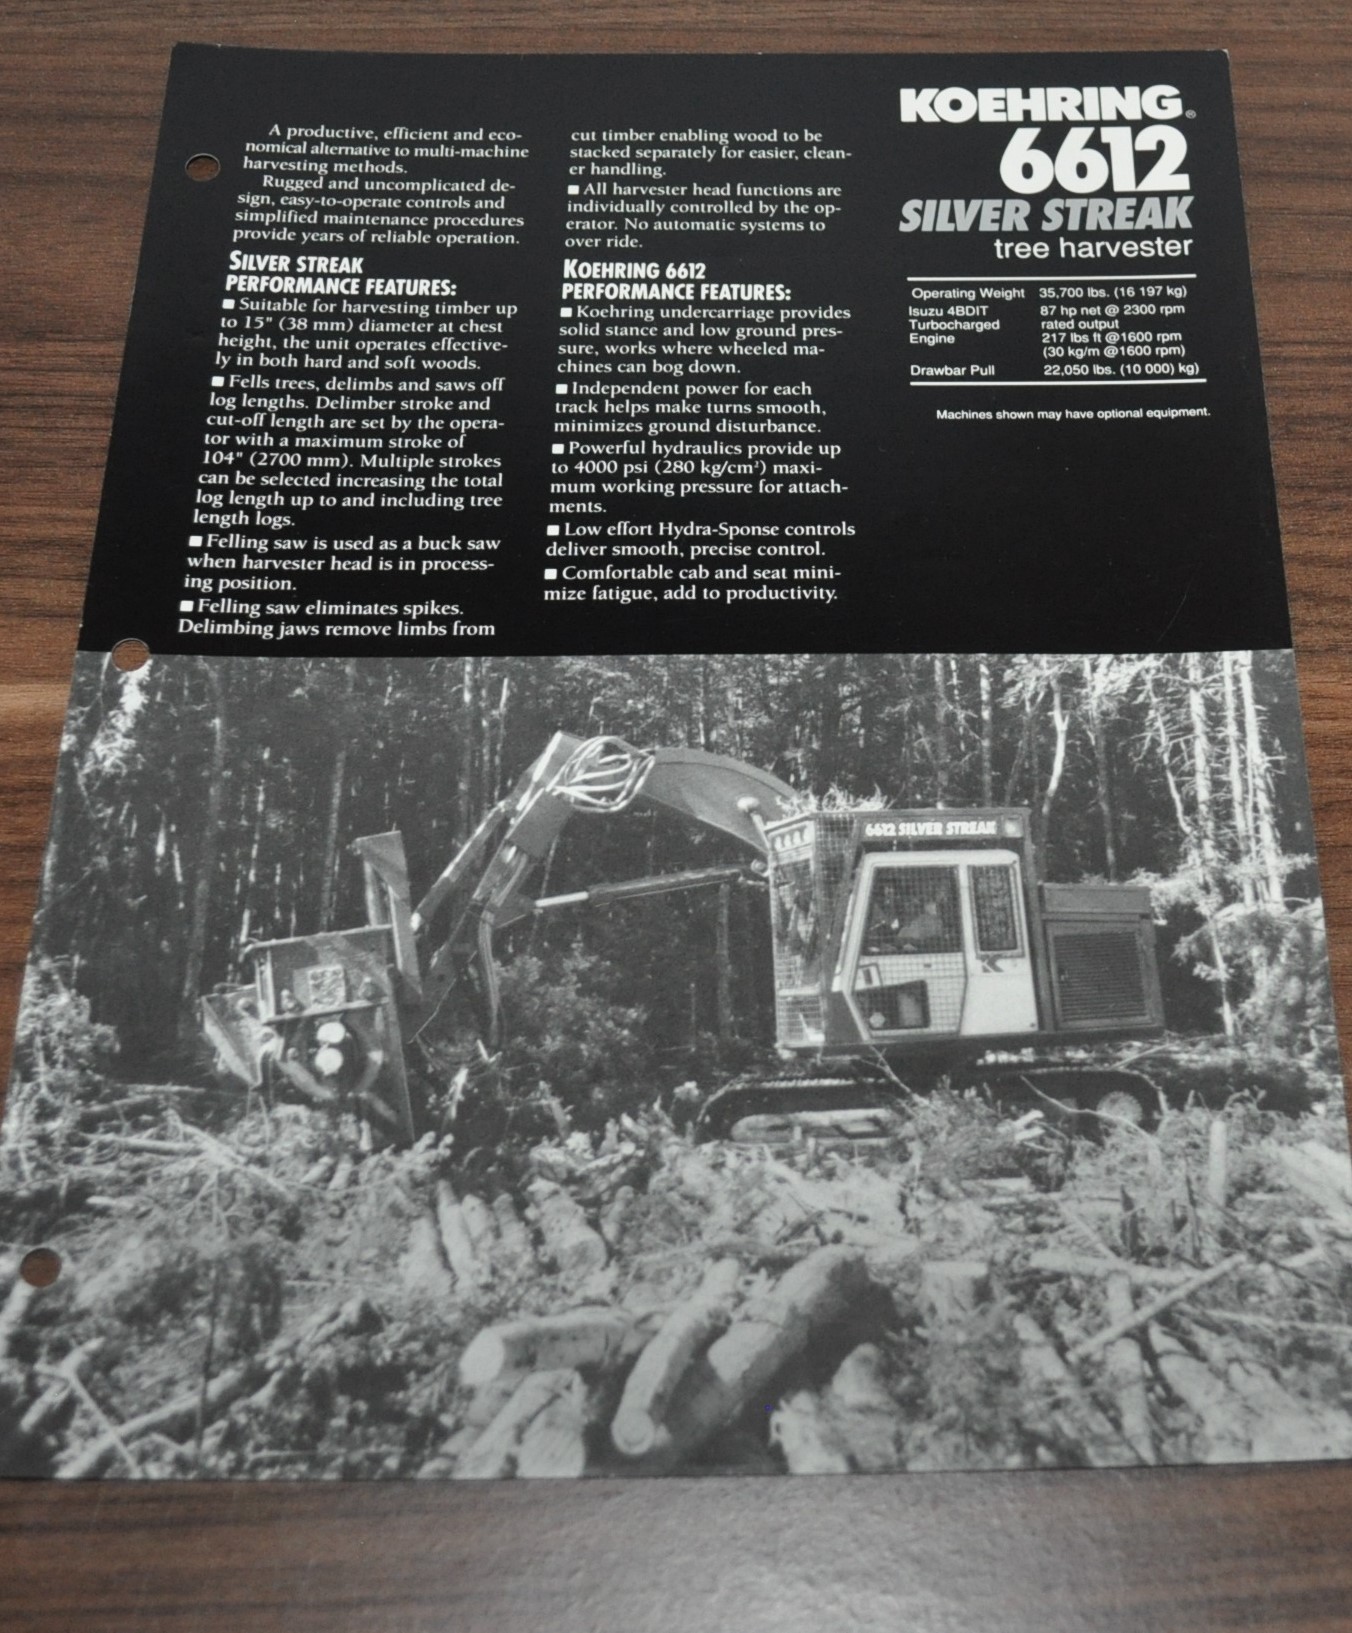 A productive, efficient and eco-
nomical alternative to multi-machine
harvesting methods.
Rugged and uncomplicated de-
sign, easy-to-operate controls and
simplified maintenance procedures
provide years of reliable operation.
SILVER STREAK
PERFORMANCE FEATURES:
■ Suitable for harvesting timber up
to 15" (38 mm) diameter at chest
height, the unit operates effective-
ly in both hard and soft woods.
■ Fells trees, delimbs and saws off
log lengths. Delimber stroke and
cut-off length are set by the opera-
tor with a maximum stroke of
104" (2700 mm). Multiple strokes
can be selected increasing the total
log length up to and including tree
length logs.
■ Felling saw is used as a buck saw
when harvester head is in process-
ing position.
■ Felling saw eliminates spikes.
Delimbing jaws remove limbs from
cut timber enabling wood to be
stacked separately for easier, clean-
er handling.
■ All harvester head functions are
individually controlled by the op-
erator. No automatic systems to
over ride.
KOEHRING 6612
PERFORMANCE FEATURES:
■ Koehring undercarriage provides
solid stance and low ground pres-
sure, works where wheeled ma-
chines can bog down.
■ Independent power for each
track helps make turns smooth,
minimizes ground disturbance.
■ Powerful hydraulics provide up
to 4000 psi (280 kg/cm²) maxi-
mum working pressure for attach-
ments.
■ Low effort Hydra-Sponse controls
deliver smooth, precise control.
■ Comfortable cab and seat mini-
mize fatigue, add to productivity.
KOEHRING®
6612
SILVER STREAK
tree harvester
Operating Weight 35,700 lbs. (16 197 kg)
Isuzu 4BDIT 87 hp net @ 2300 rpm
Turbocharged rated output
Engine 217 lbs ft @1600 rpm
(30 kg/m @1600 rpm)
Drawbar Pull 22,050 lbs. (10 000) kg)
Machines shown may have optional equipment.
6612 SILVER STREAK